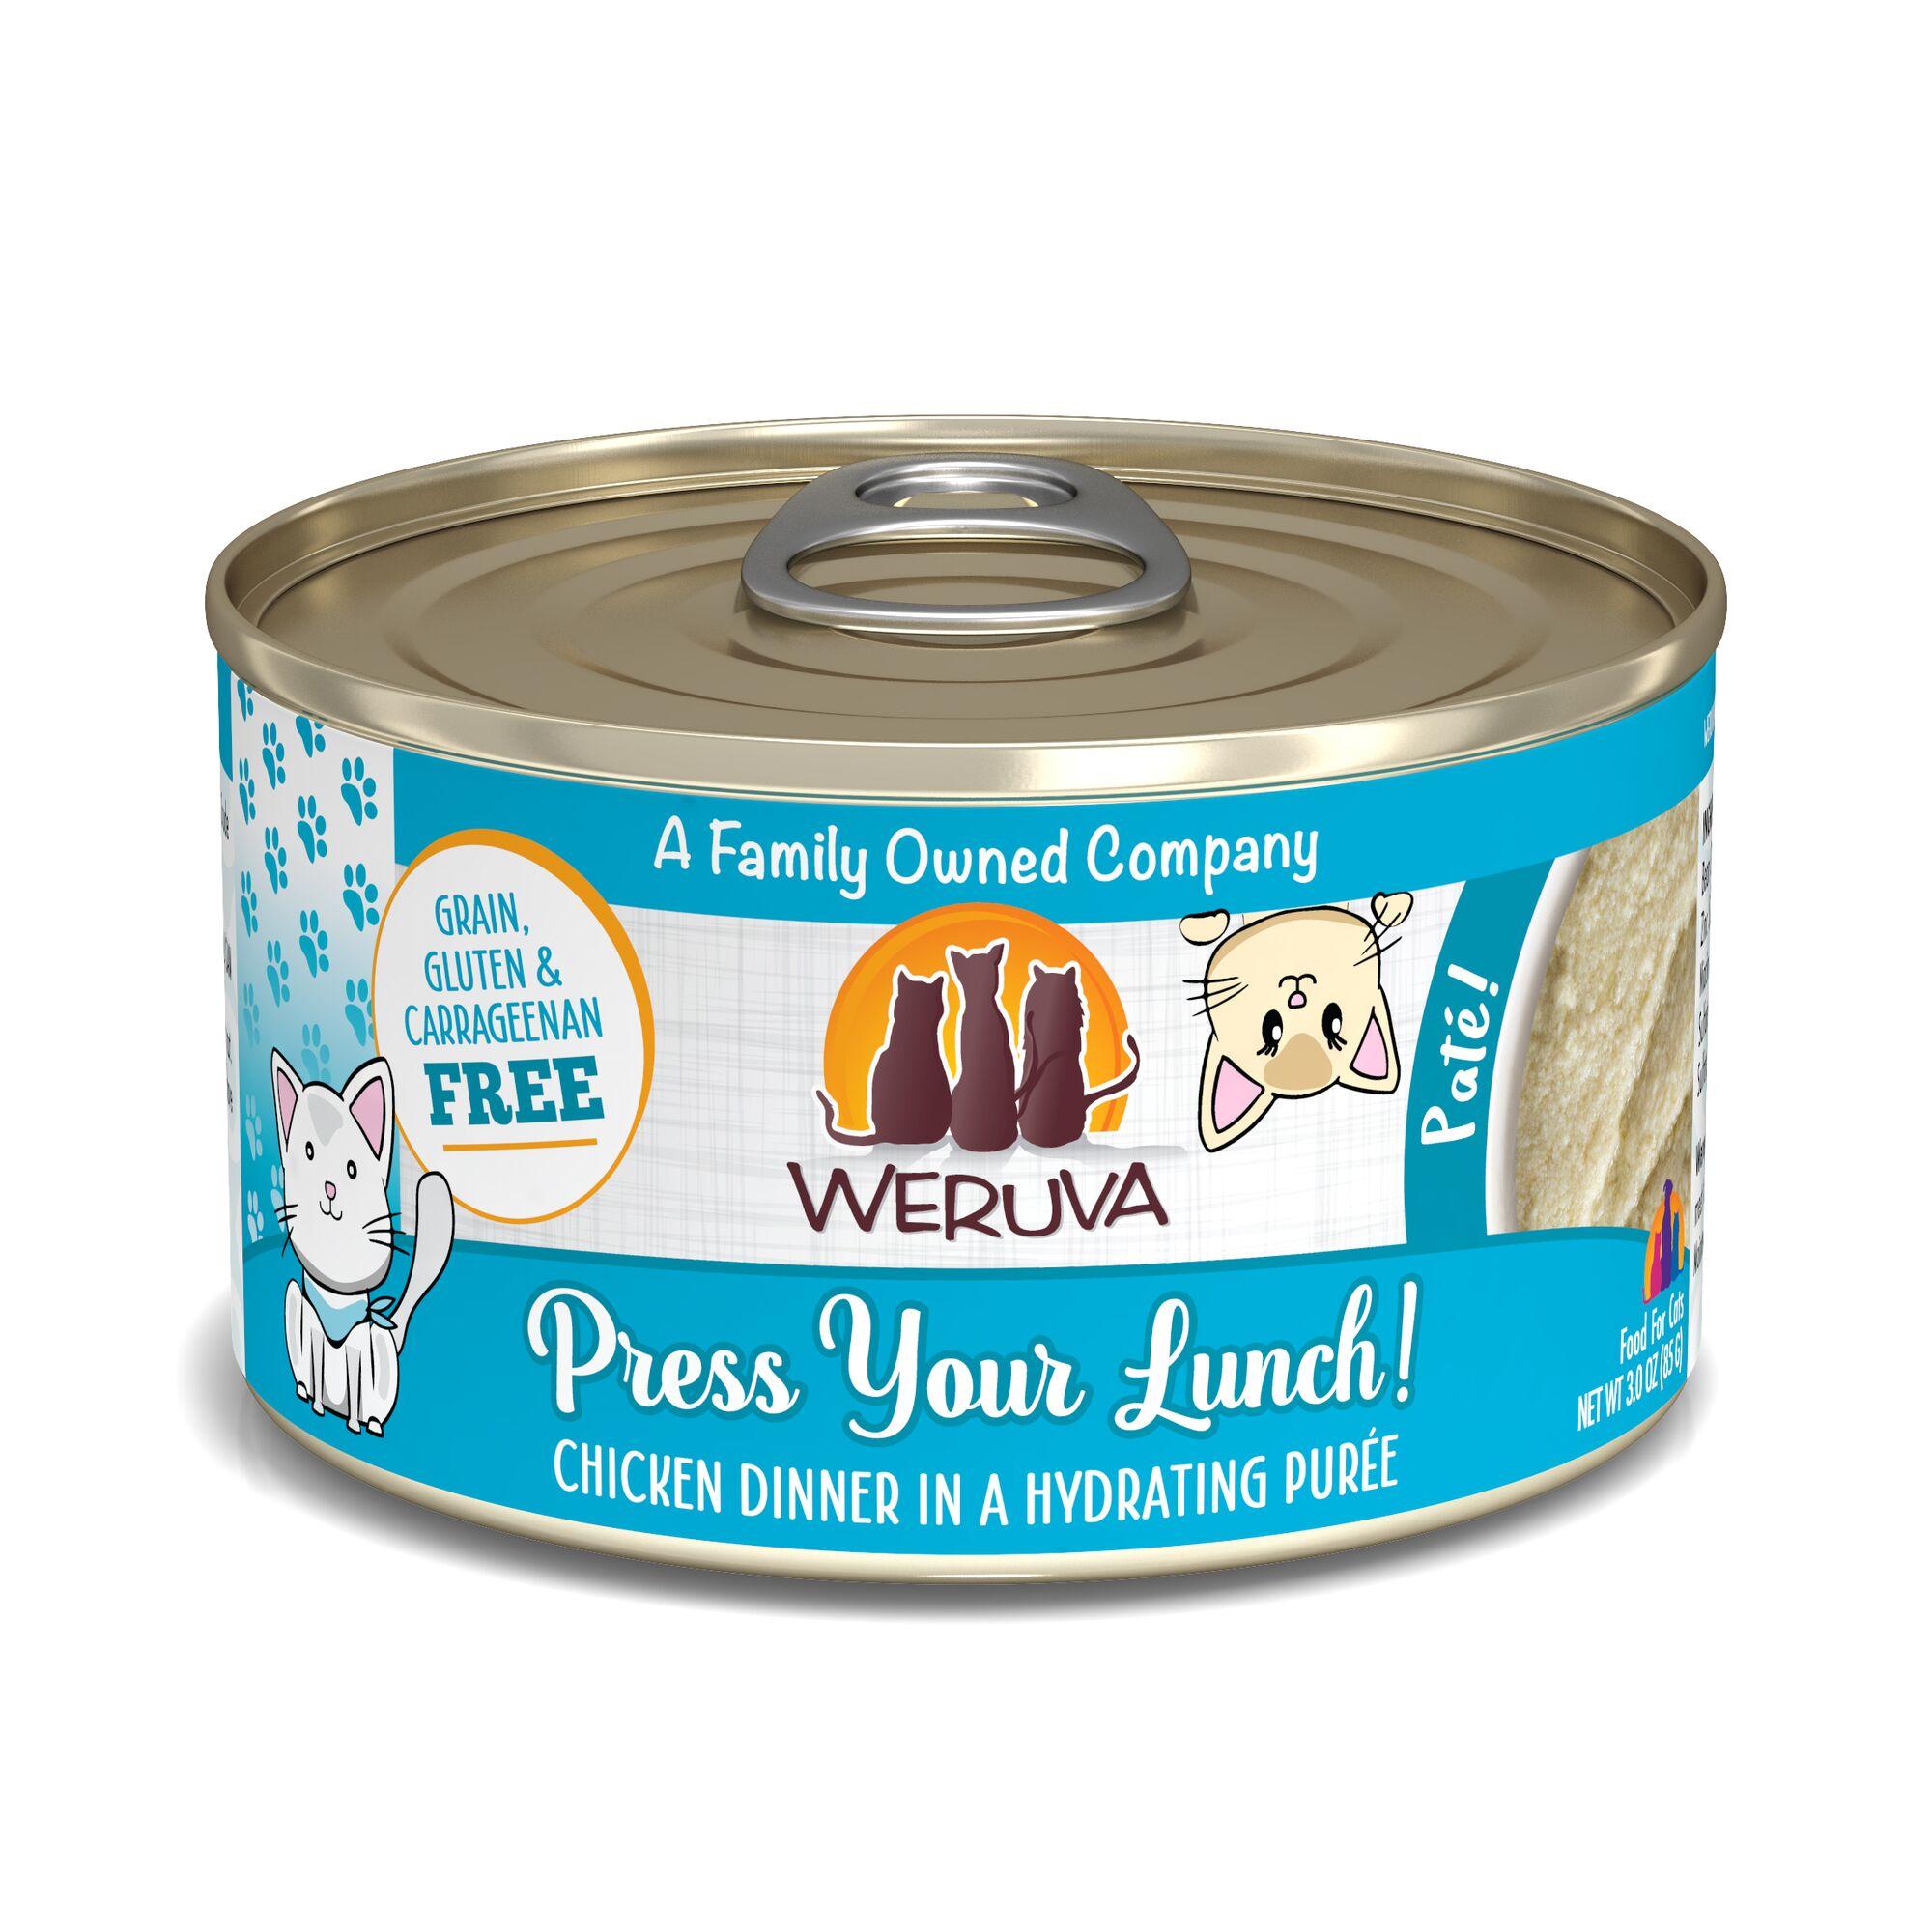 A Family Owned Company
GRAIN,
GLUTEN &
CARRAGEENAN
FREE
WERUVA
Paté!
Press Your Lunch!
CHICKEN DINNER IN A HYDRATING PURÉE
Food For Cats
NET WT 3.0 OZ (85 G)